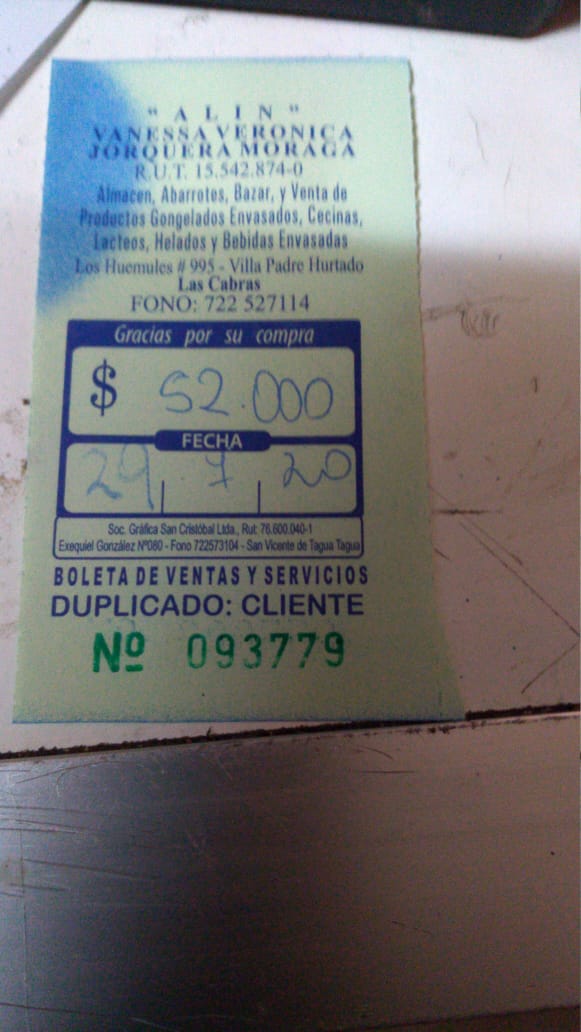 " A L I N "
VANESSA VERONICA
JORQUERA MORAGA
R.U.T. 15.542.874-0
Almacen, Abarrotes, Bazar, y Venta de
Productos Gongelados Envasados, Cecinas,
Lacteos, Helados y Bebidas Envasadas
Los Huemules # 995 - Villa Padre Hurtado
Las Cabras
FONO: 722 527114
Gracias por su compra
$ 52.000
FECHA
29 . 7 20
Soc. Gráfica San Cristóbal Ltda., Rut: 76.600.040-1
Exequiel González Nº080 - Fono 722573104 - San Vicente de Tagua Tagua
BOLETA DE VENTAS Y SERVICIOS
DUPLICADO: CLIENTE
Nº 093779